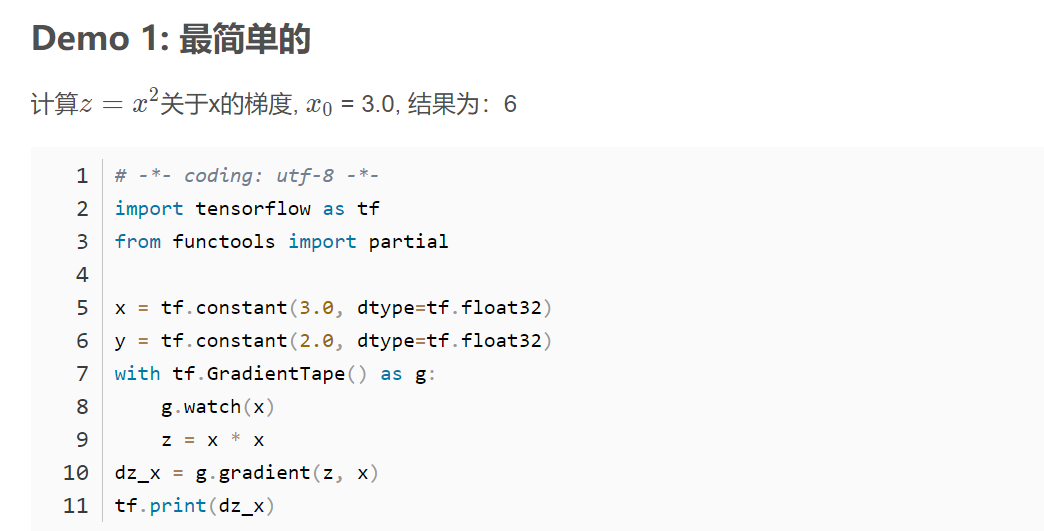 Demo 1: 最简单的
计算z = x²关于x的梯度, x₀ = 3.0, 结果为：6
1 # -*- coding: utf-8 -*-
2 import tensorflow as tf
3 from functools import partial
4
5 x = tf.constant(3.0, dtype=tf.float32)
6 y = tf.constant(2.0, dtype=tf.float32)
7 with tf.GradientTape() as g:
8     g.watch(x)
9     z = x * x
10 dz_x = g.gradient(z, x)
11 tf.print(dz_x)